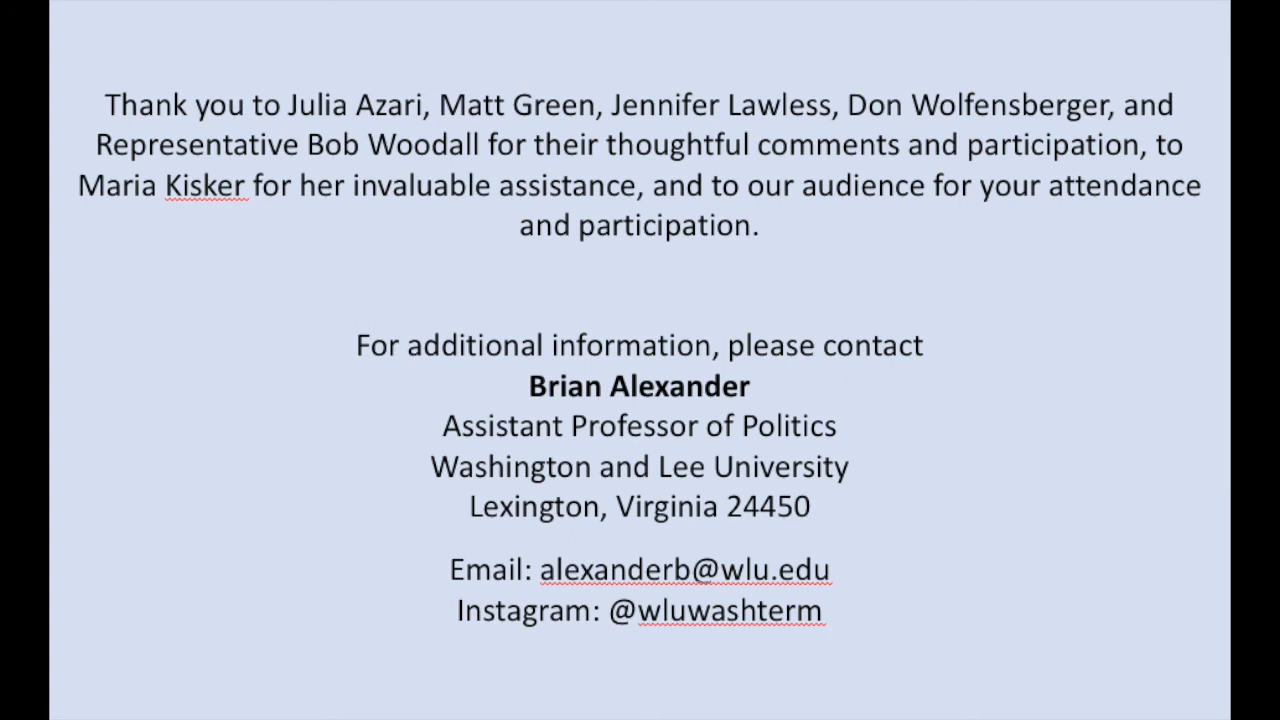 Thank you to Julia Azari, Matt Green, Jennifer Lawless, Don Wolfensberger, and
Representative Bob Woodall for their thoughtful comments and participation, to
Maria Kisker for her invaluable assistance, and to our audience for your attendance
and participation.
For additional information, please contact
Brian Alexander
Assistant Professor of Politics
Washington and Lee University
Lexington, Virginia 24450
Email: alexanderb@wlu.edu
Instagram: @wluwashterm